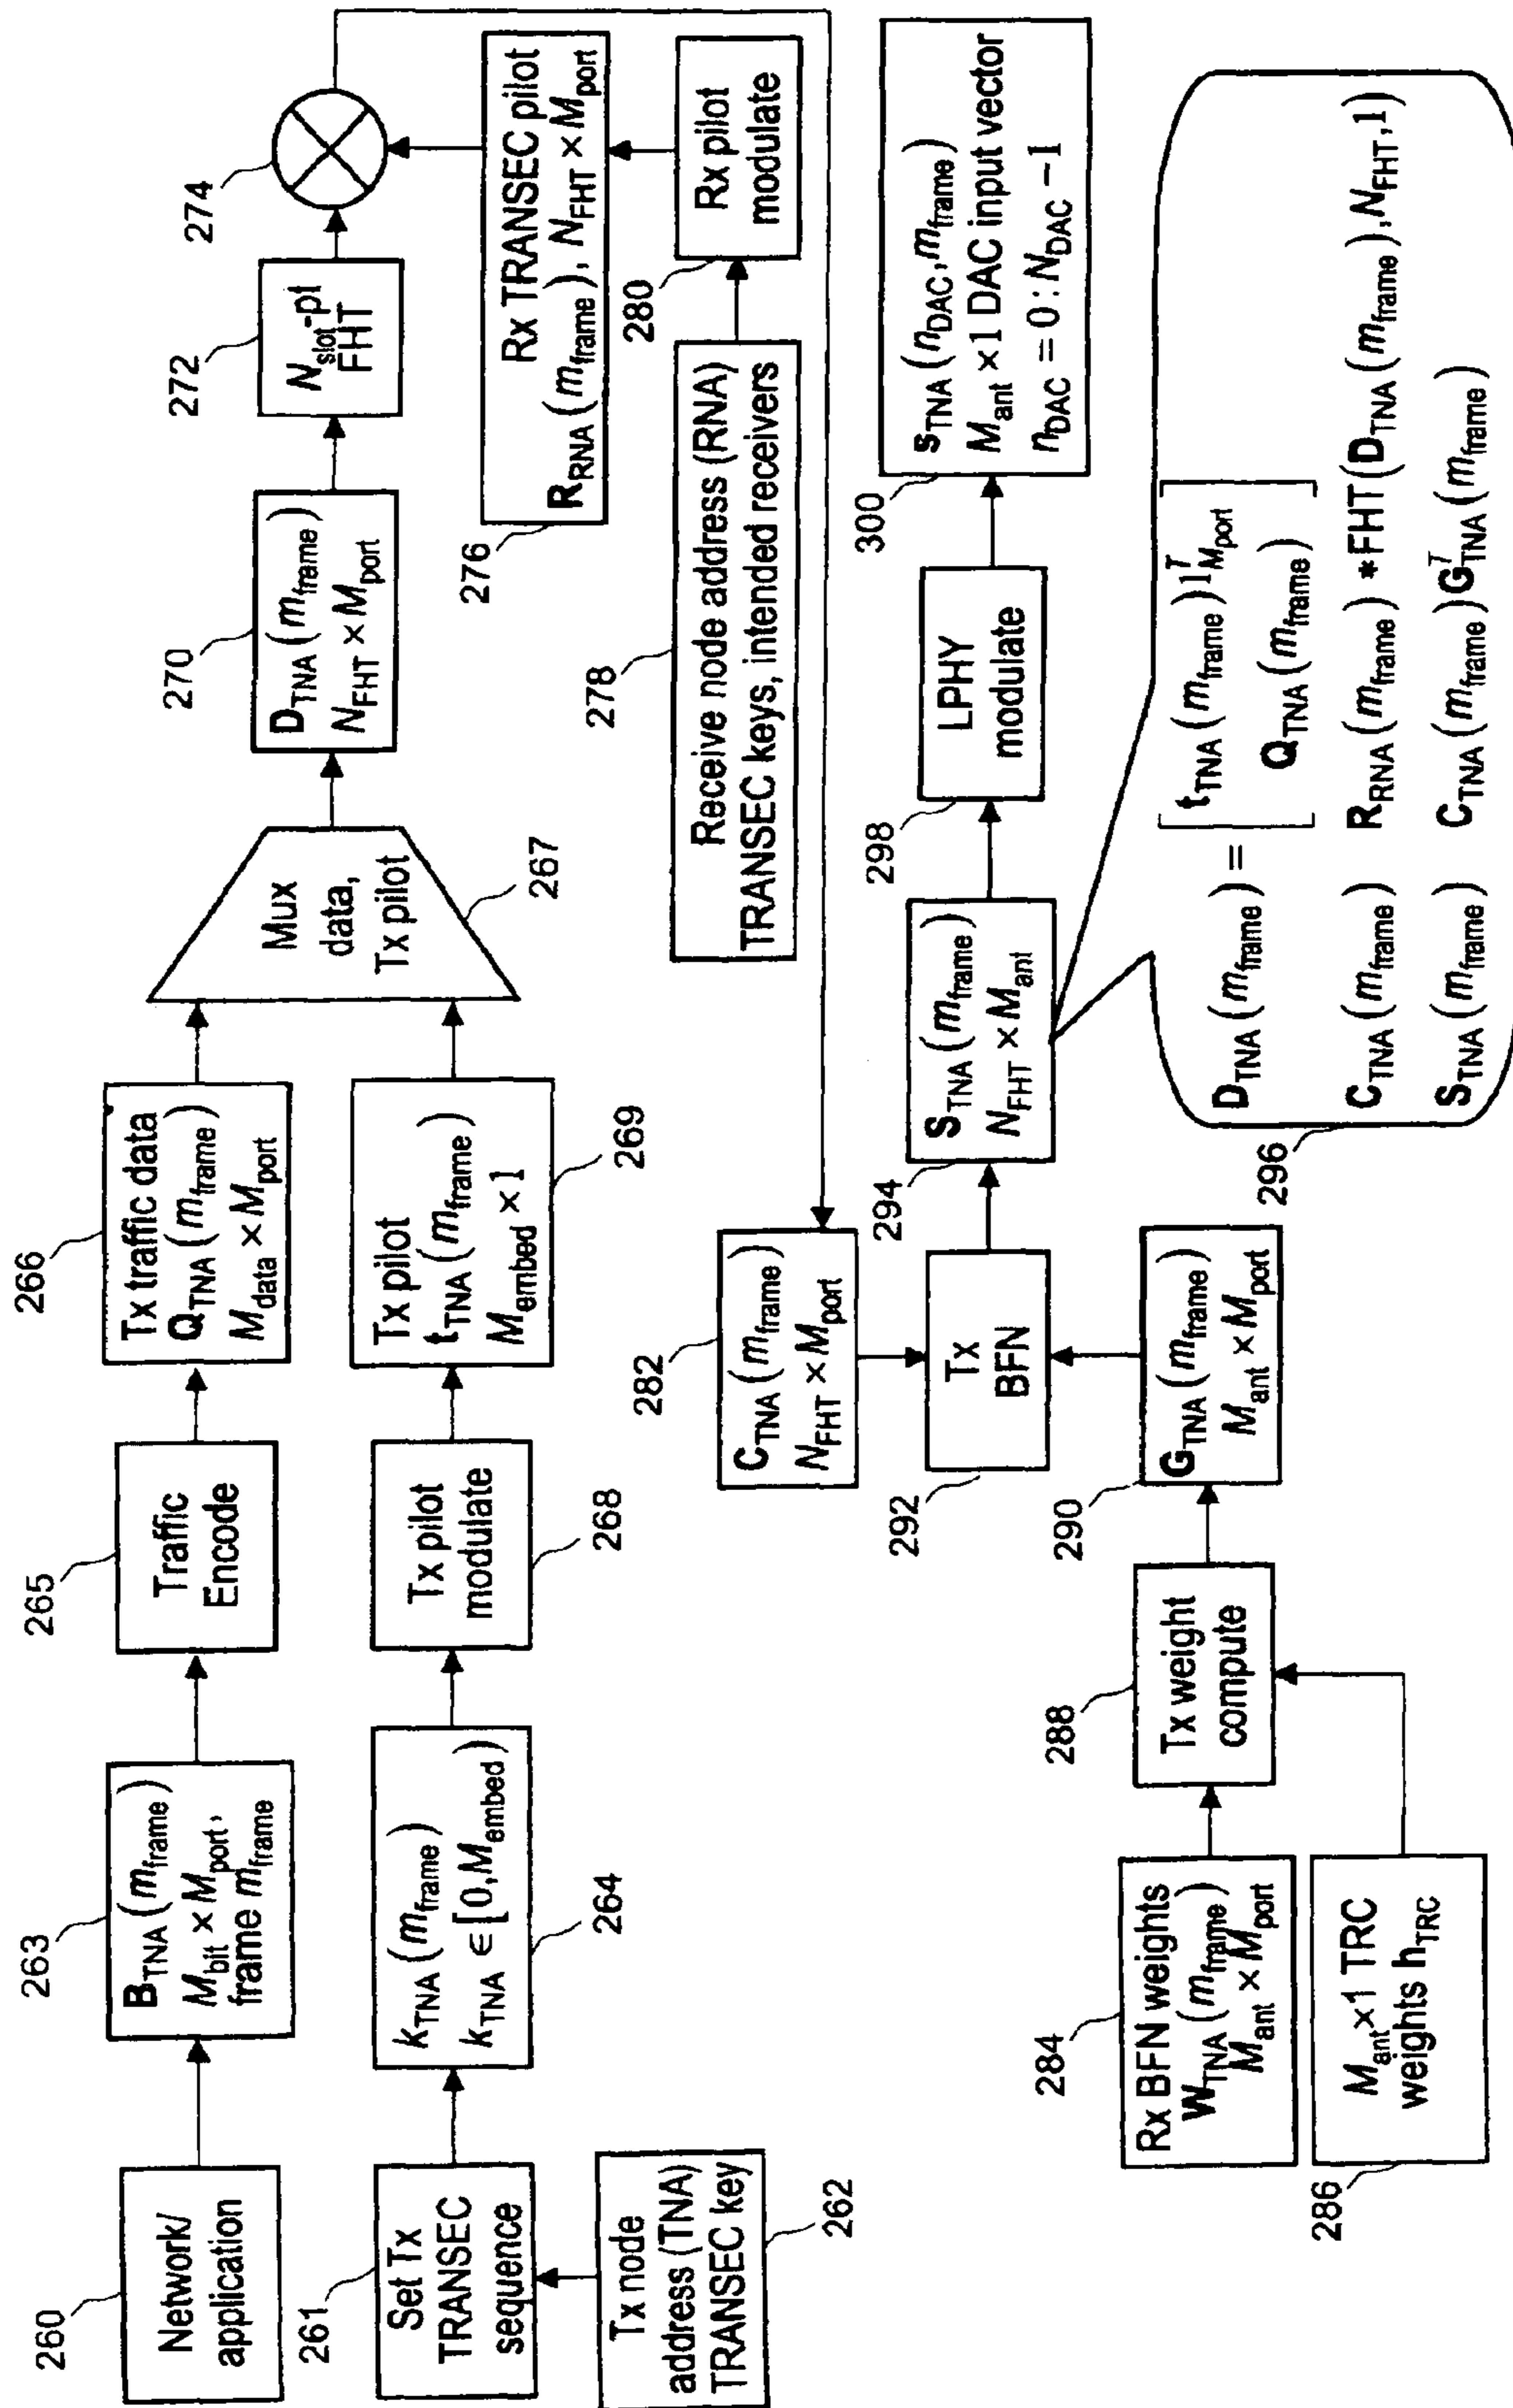 260
Network/
application
263
B_TNA(m_frame)
M_bit × M_port,
frame m_frame
265
Traffic
Encode
266
Tx traffic data
Q_TNA(m_frame)
M_data × M_port
261
Set Tx
TRANSEC
sequence
262
Tx node
address (TNA)
TRANSEC key
264
k_TNA(m_frame)
k_TNA ∈ [0,M_embed)
268
Tx pilot
modulate
269
Tx pilot
t_TNA(m_frame)
M_embed × 1
267
Mux
data,
Tx pilot
270
D_TNA(m_frame)
N_FHT × M_port
272
N_slot-pt
FHT
274
276
Rx TRANSEC pilot
R_RNA(m_frame), N_FHT × M_port
278
Receive node address (RNA)
TRANSEC keys, intended receivers
280
Rx pilot
modulate
282
C_TNA(m_frame)
N_FHT × M_port
284
Rx BFN weights
W_TNA(m_frame)
M_ant × M_port
286
M_ant × 1 TRC
weights h_TRC
288
Tx weight
compute
290
G_TNA(m_frame)
M_ant × M_port
292
Tx
BFN
294
S_TNA(m_frame)
N_FHT × M_ant
298
LPHY
modulate
300
s_TNA(n_DAC, m_frame)
M_ant × 1 DAC input vector
n_DAC = 0 : N_DAC − 1
296
D_TNA(m_frame) = [t_TNA(m_frame)1^T_M_port
Q_TNA(m_frame)]
C_TNA(m_frame) R_RNA(m_frame) *FHT(D_TNA(m_frame), N_FHT, 1)
S_TNA(m_frame) C_TNA(m_frame)G^T_TNA(m_frame)